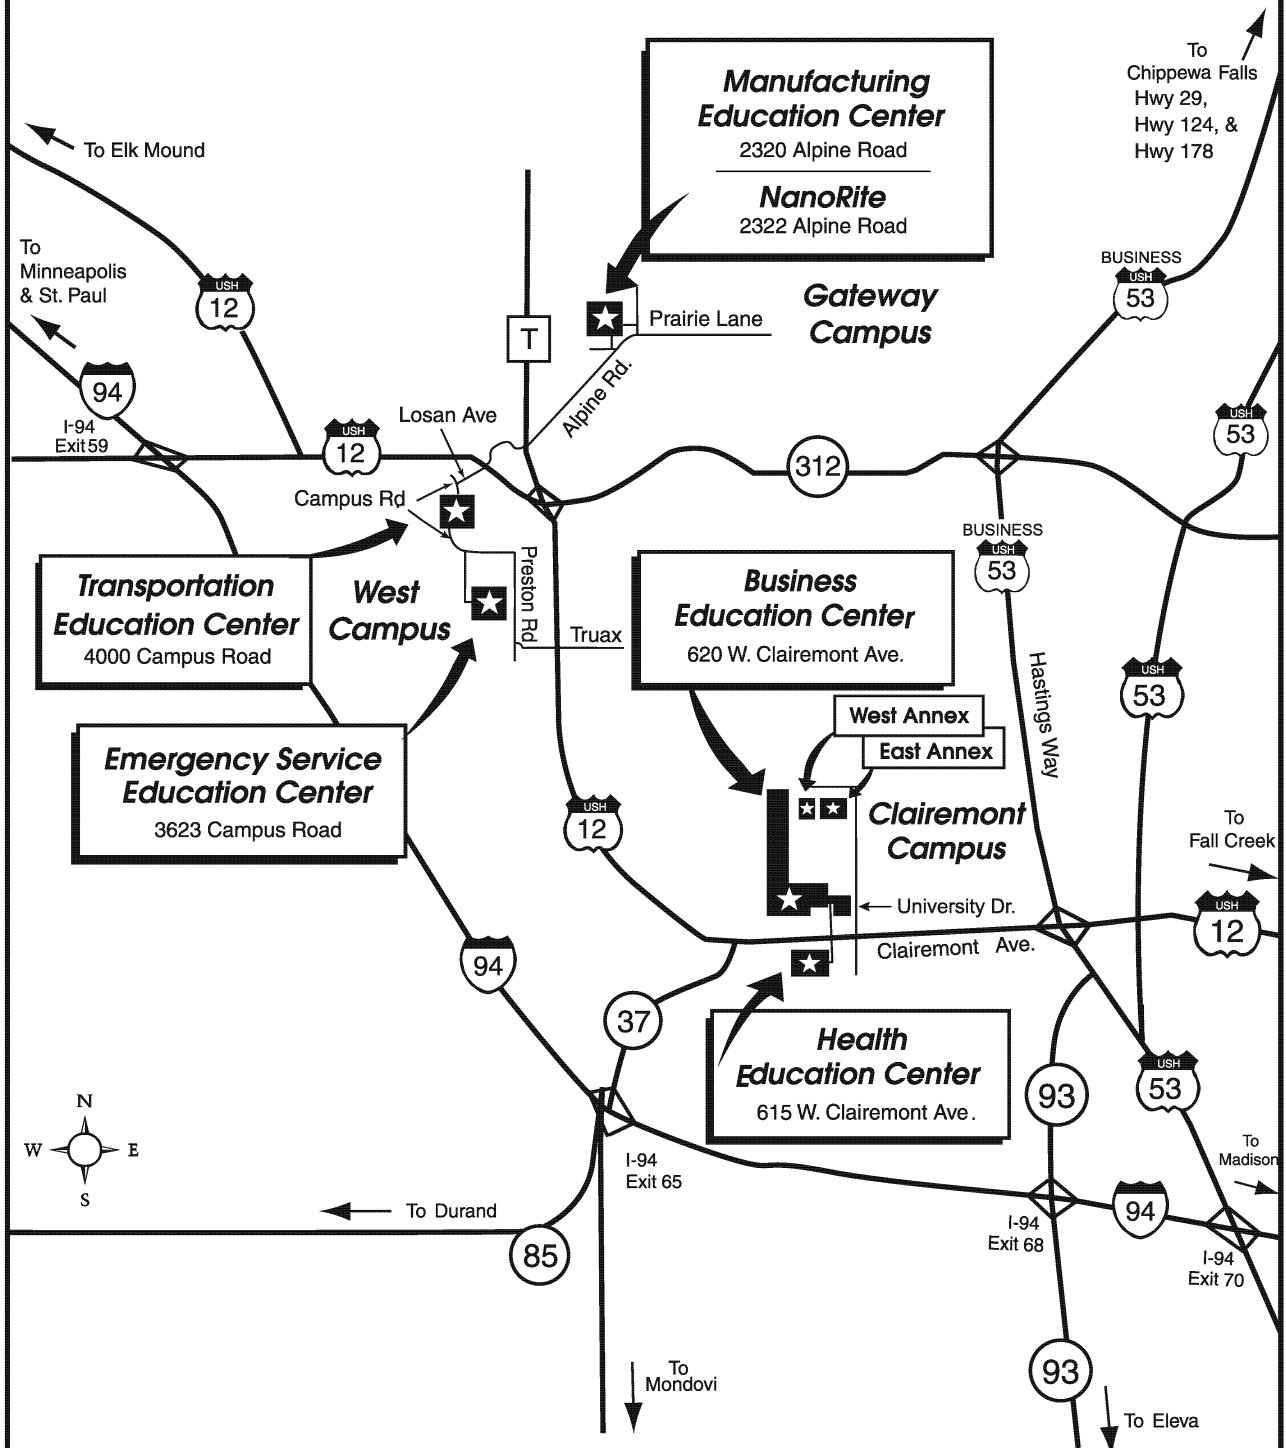 To
Chippewa Falls
Hwy 29,
Hwy 124, &
Hwy 178
Manufacturing
Education Center
2320 Alpine Road
NanoRite
2322 Alpine Road
To Elk Mound
To
Minneapolis
& St. Paul
USH
12
BUSINESS
USH
53
Gateway
Campus
Prairie Lane
T
Alpine Rd.
94
I-94
Exit 59
USH
12
Losan Ave
312
USH
53
Campus Rd
BUSINESS
USH
53
Transportation
Education Center
4000 Campus Road
West
Campus
Preston Rd
Truax
Business
Education Center
620 W. Clairemont Ave.
Hastings Way
USH
53
West Annex
East Annex
Emergency Service
Education Center
3623 Campus Road
USH
12
Clairemont
Campus
To
Fall Creek
University Dr.
USH
12
Clairemont Ave.
94
37
Health
Education Center
615 W. Clairemont Ave.
93
USH
53
N
W
E
S
I-94
Exit 65
To
Madison
To Durand
94
I-94
Exit 68
85
I-94
Exit 70
To
Mondovi
93
To Eleva